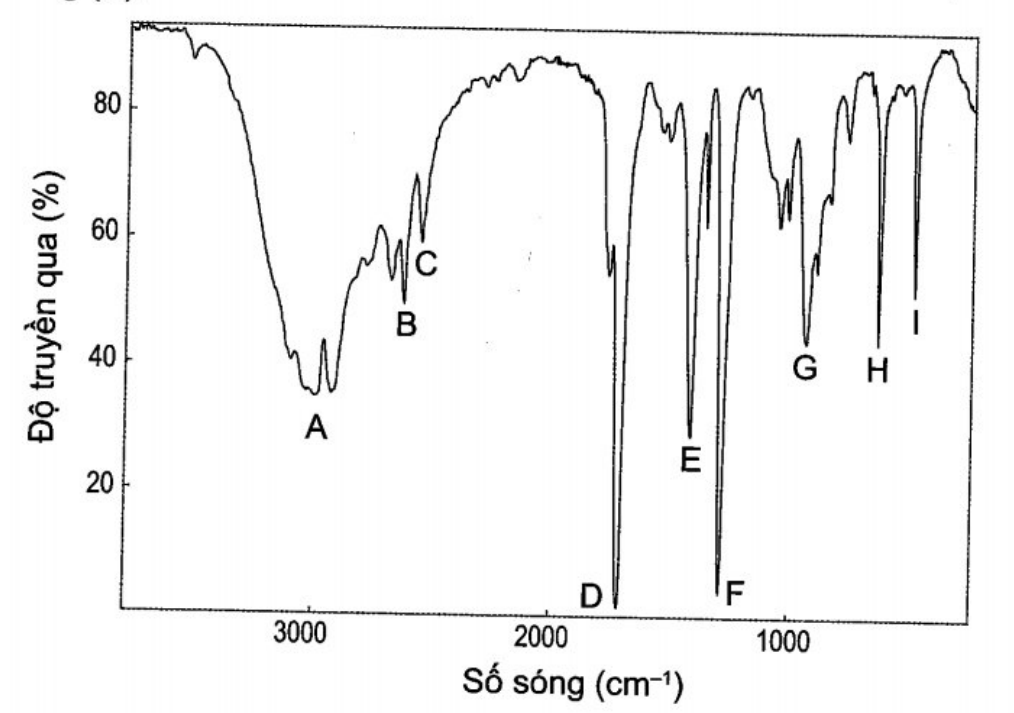 Độ truyền qua (%)
80
60
40
20
A
B
C
D
E
F
G
H
I
3000
2000
1000
Số sóng (cm⁻¹)